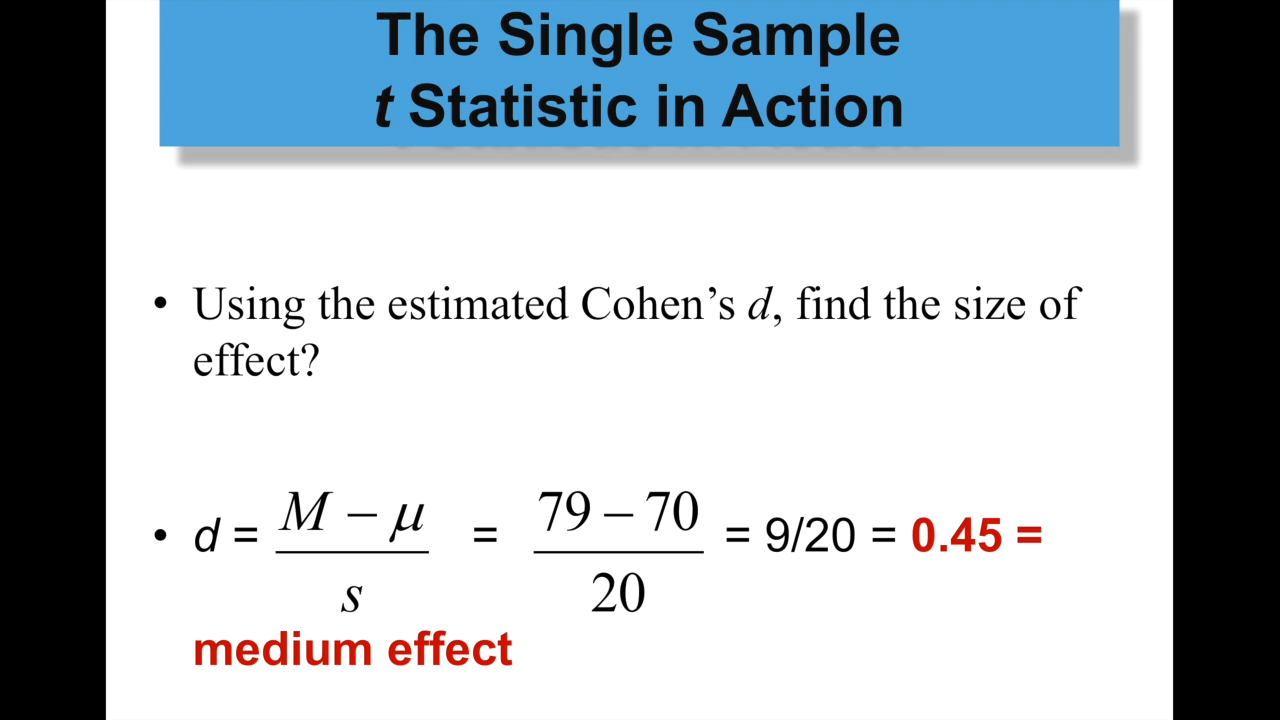 The Single Sample
t Statistic in Action
• Using the estimated Cohen’s d, find the size of
effect?
• d = M − μ / s = 79 – 70 / 20 = 9/20 = 0.45 =
medium effect